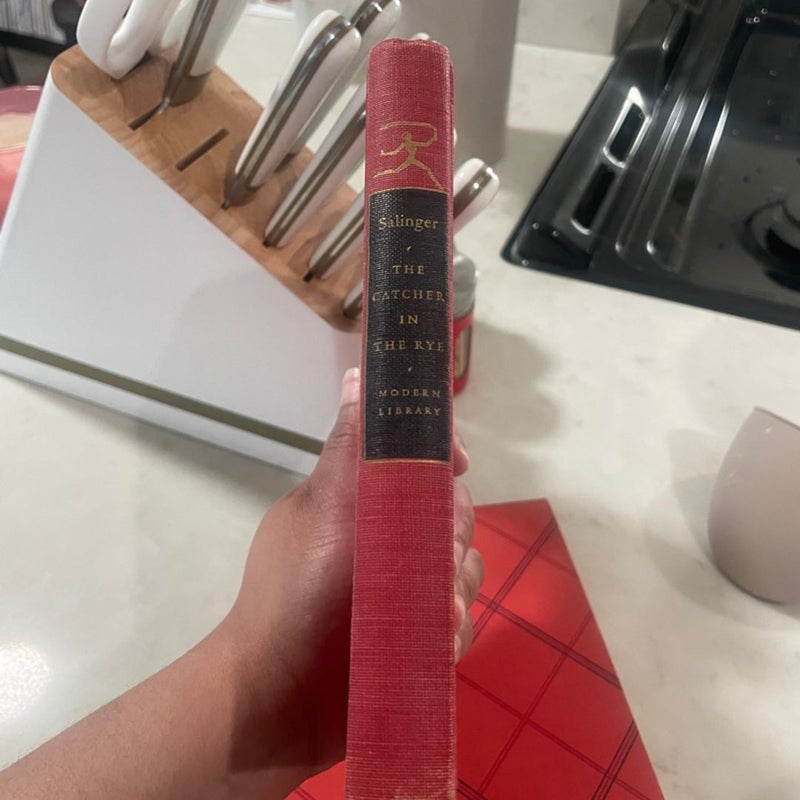 Salinger
THE
CATCHER
IN
THE RYE
MODERN
LIBRARY